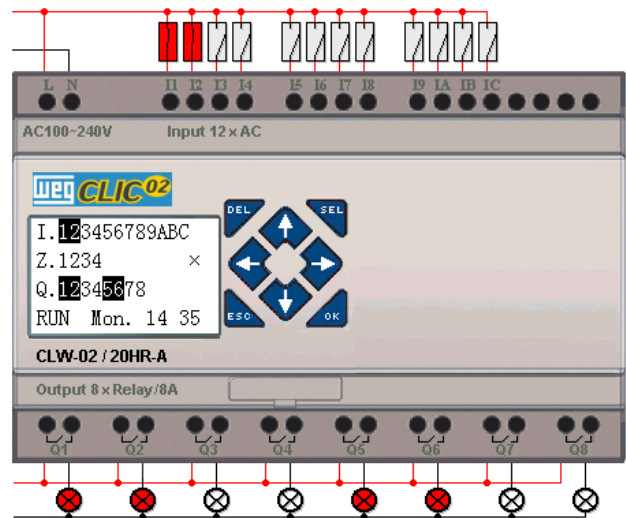 L N I1 I2 I3 I4 I5 I6 I7 I8 I9 IA IB IC
AC100~240V Input 12 x AC
WEG CLIC 02
DEL SEL
I.123456789ABC
Z.1234 ×
Q.12345678
RUN Mon. 14 35
ESC OK
CLW-02 / 20HR-A
Output 8 x Relay/8A
Q1 Q2 Q3 Q4 Q5 Q6 Q7 Q8